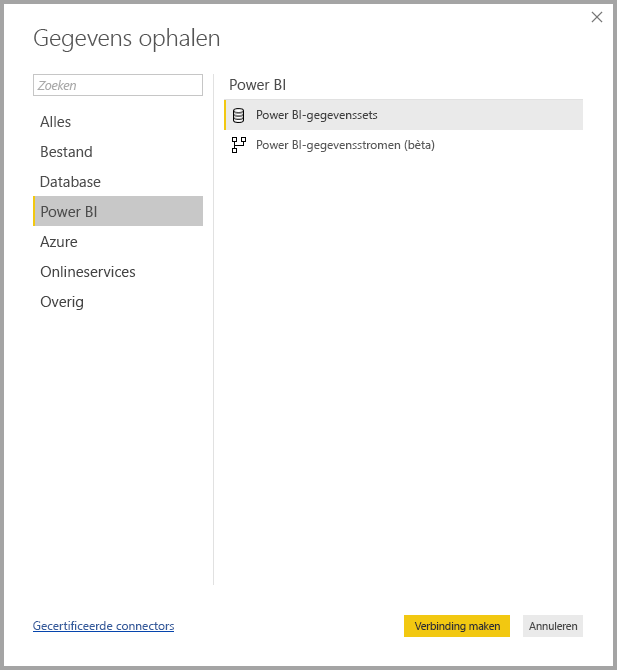 Gegevens ophalen
Zoeken
Alles
Bestand
Database
Power BI
Azure
Onlineservices
Overig
Power BI
Power BI-gegevenssets
Power BI-gegevensstromen (bèta)
Gecertificeerde connectors
Verbinding maken
Annuleren